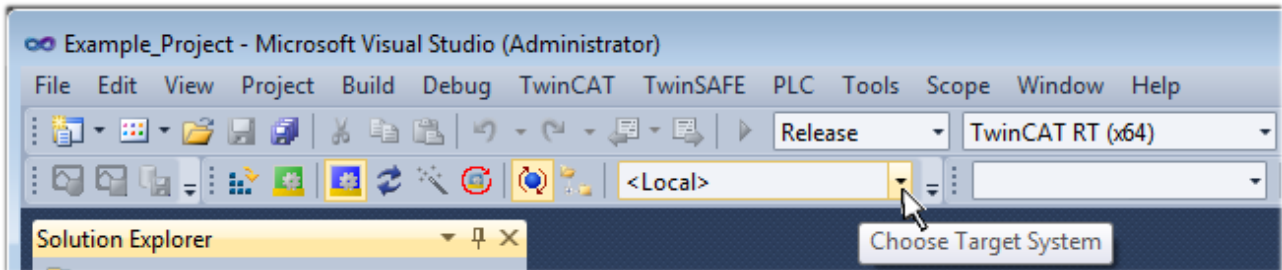 Example_Project - Microsoft Visual Studio (Administrator)
File Edit View Project Build Debug TwinCAT TwinSAFE PLC Tools Scope Window Help
Release TwinCAT RT (x64)
<Local>
Solution Explorer
Choose Target System